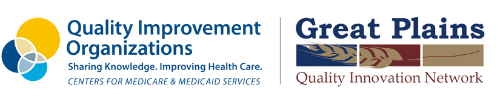 Quality Improvement
Organizations
Sharing Knowledge. Improving Health Care.
CENTERS FOR MEDICARE & MEDICAID SERVICES
Great Plains
Quality Innovation Network